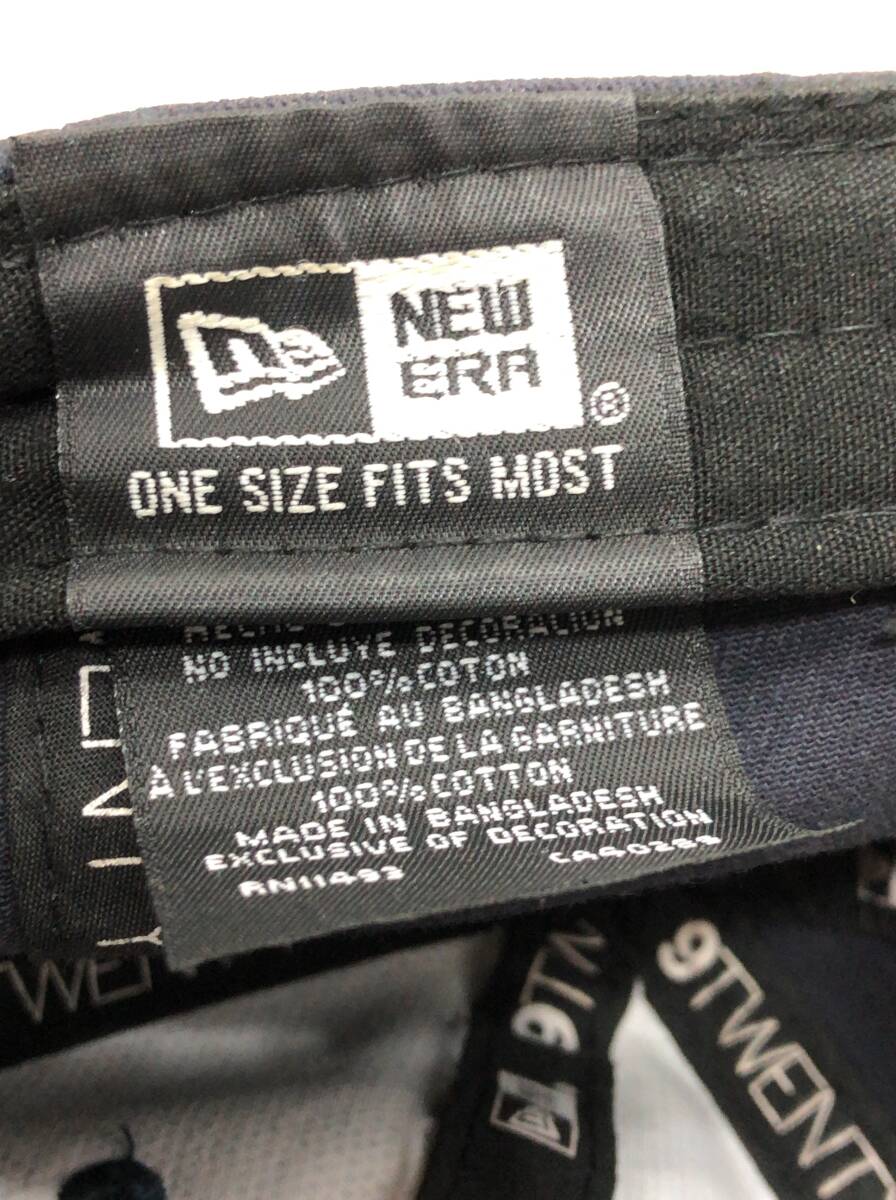 NEW
ERA
®
ONE SIZE FITS MOST
NO INCLUYE DECORACION
100% COTON
FABRIQUÉ AU BANGLADESH
À L'EXCLUSION DE LA GARNITURE
100% COTTON
MADE IN BANGLADESH
EXCLUSIVE OF DECORATION
RN11493 CA40289
9TWENT